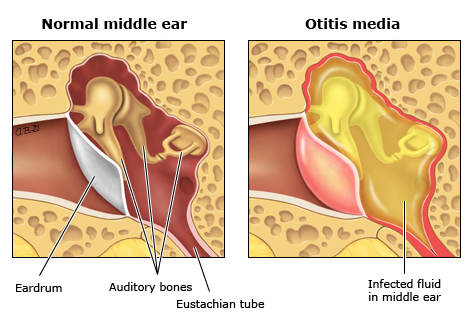 Normal middle ear
Otitis media
Eardrum
Auditory bones
Eustachian tube
Infected fluid
in middle ear